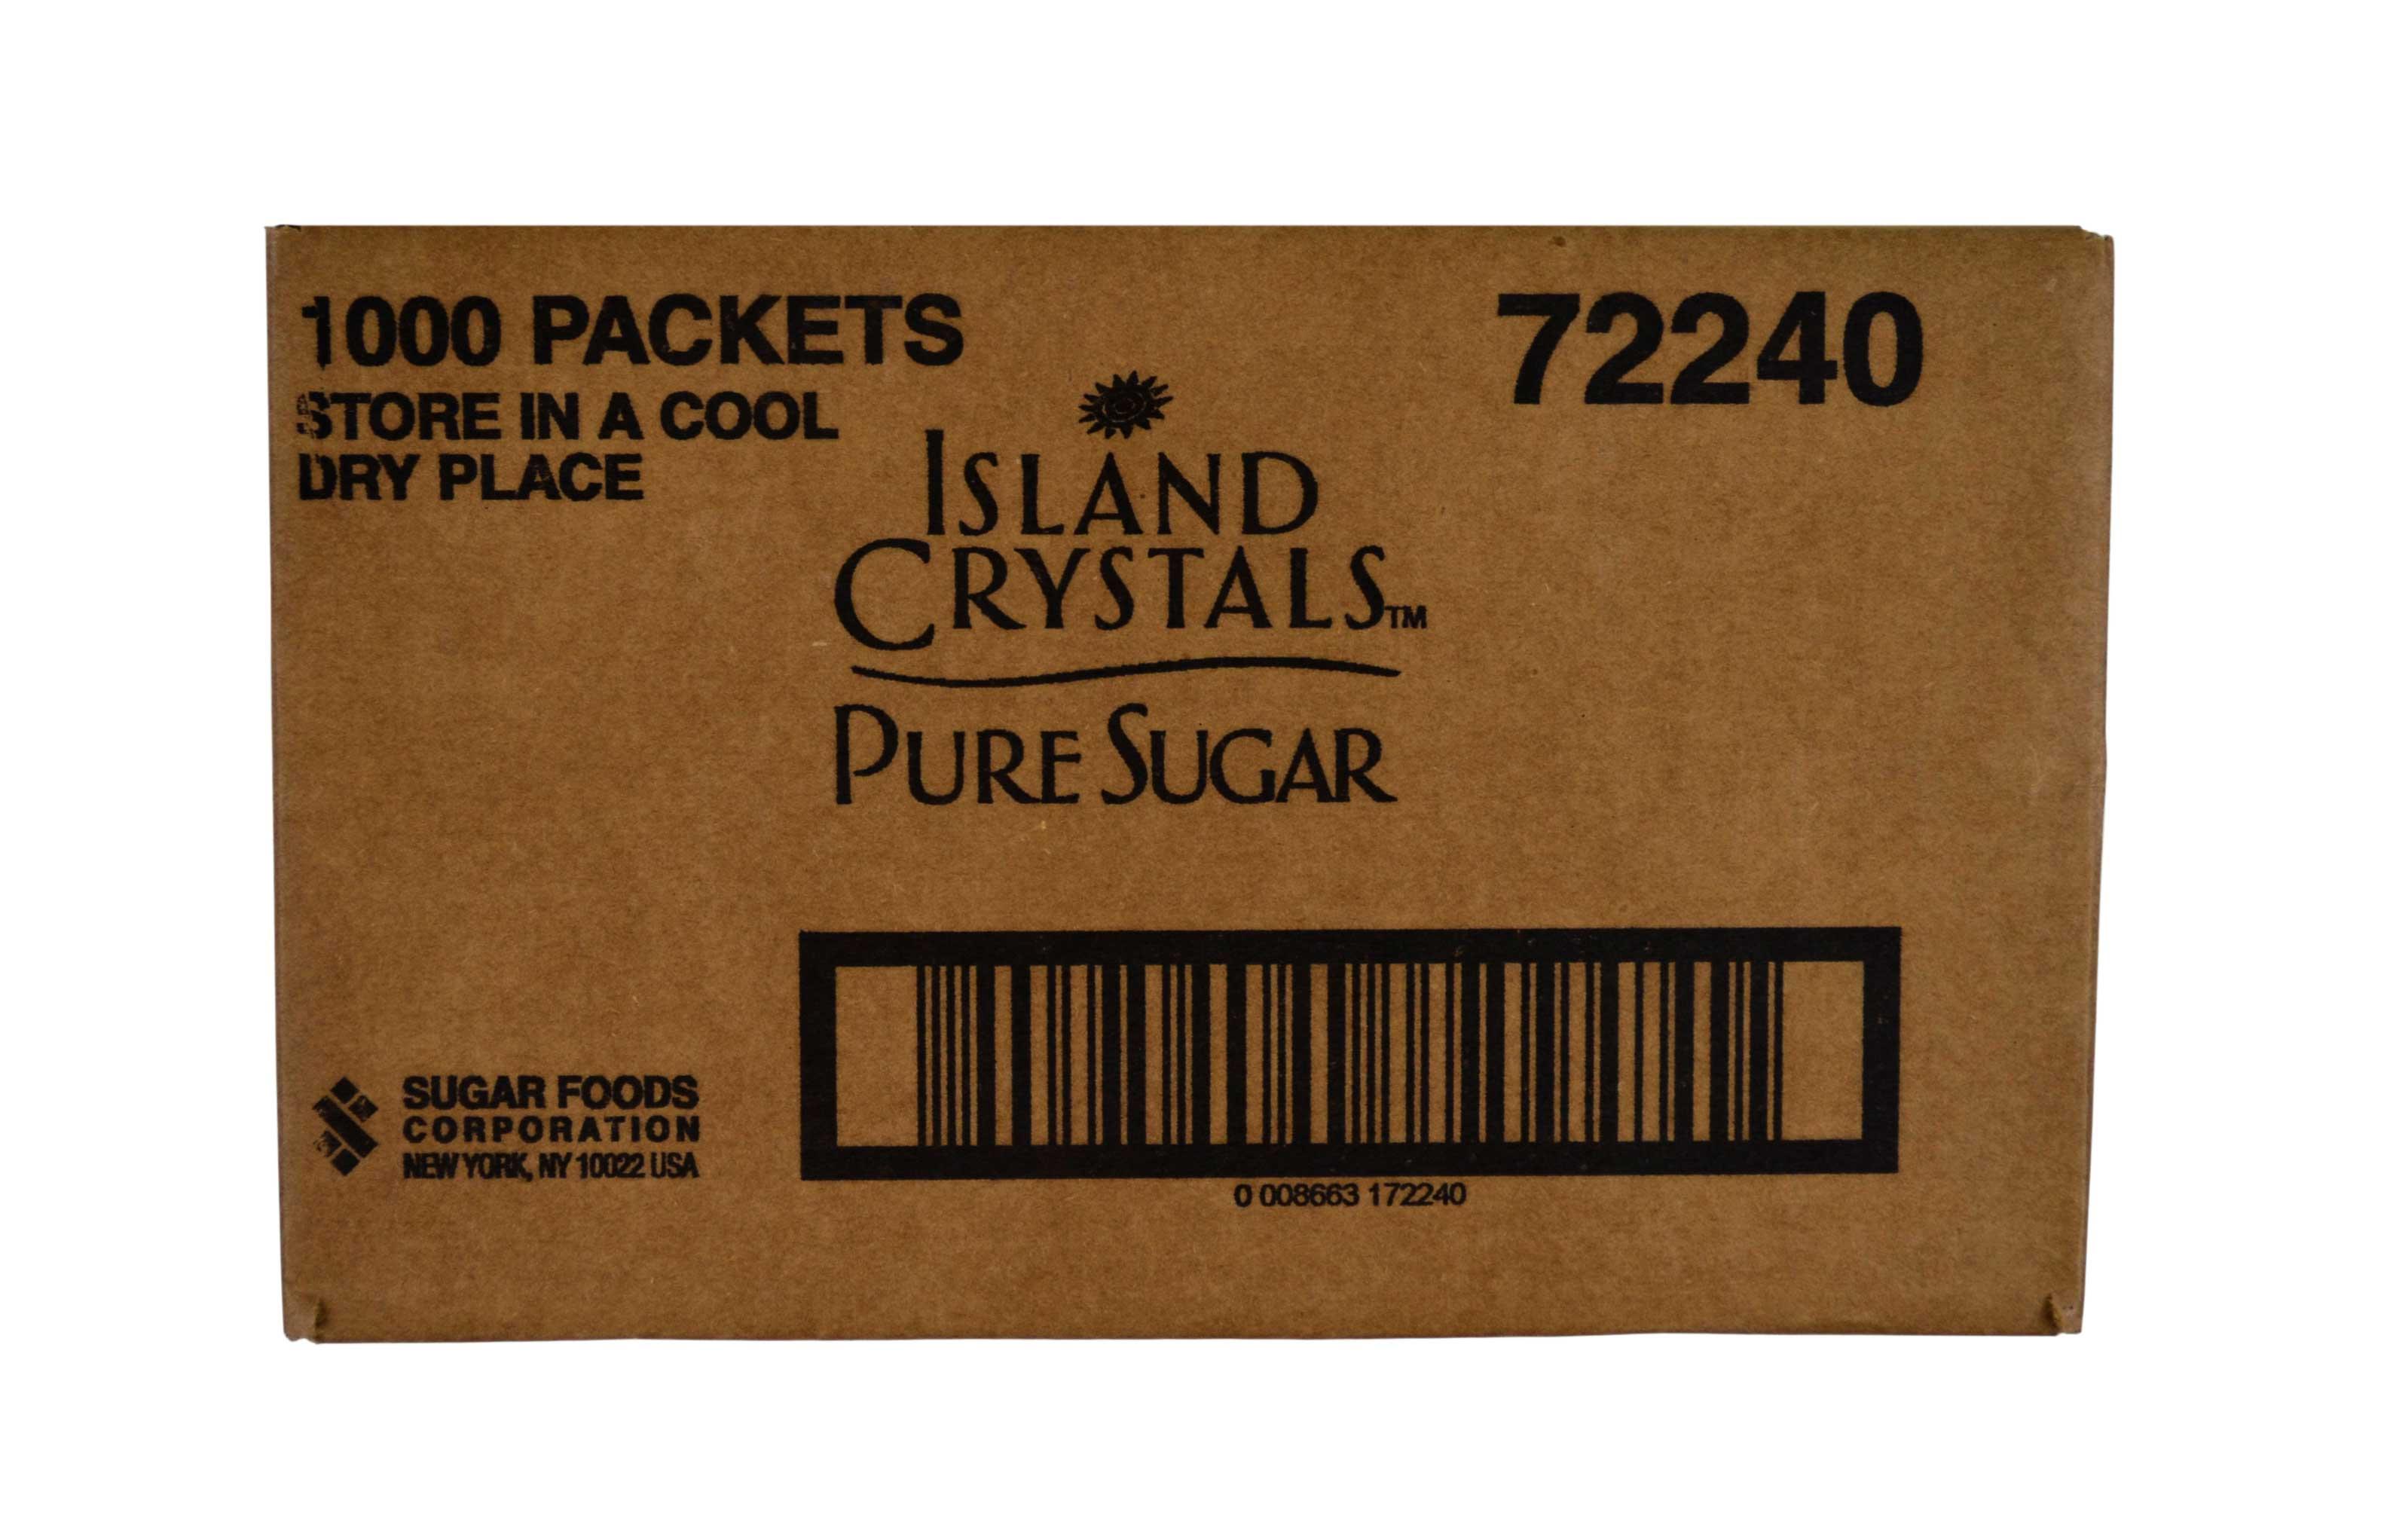 1000 PACKETS
STORE IN A COOL
DRY PLACE
72240
ISLAND
CRYSTALS™
PURE SUGAR
SUGAR FOODS
CORPORATION
NEW YORK, NY 10022 USA
0 008663 172240